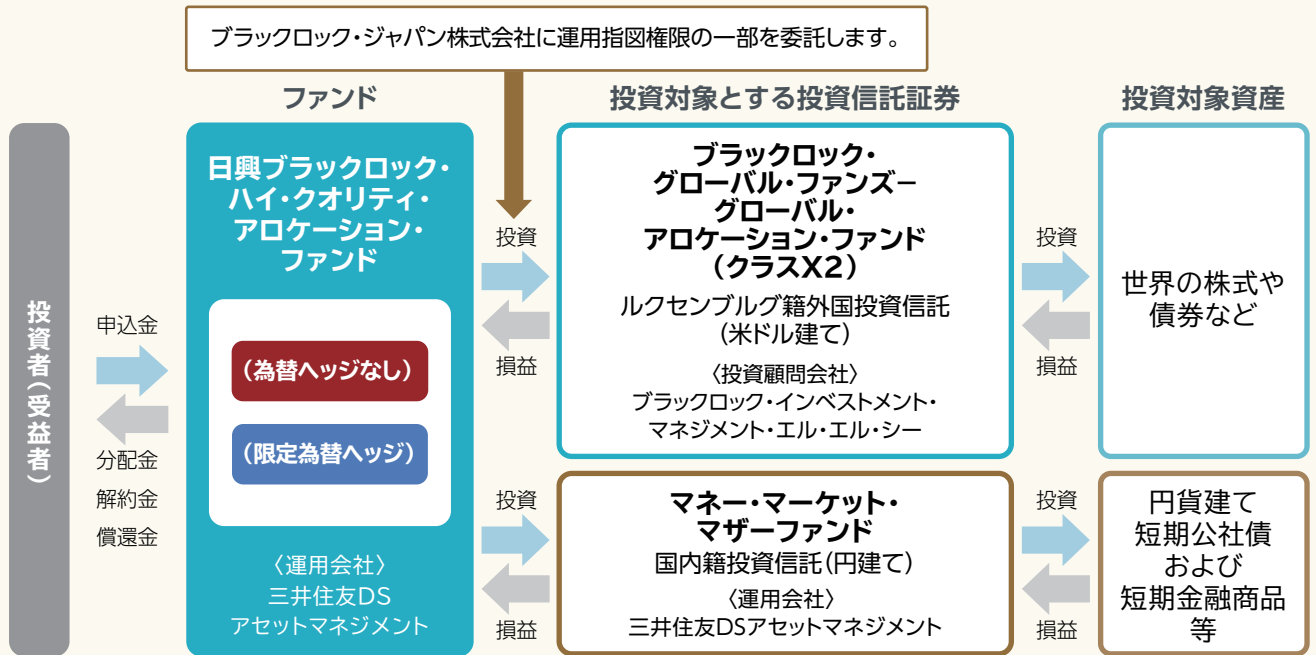 ブラックロック・ジャパン株式会社に運用指図権限の一部を委託します。
ファンド
投資対象とする投資信託証券
投資対象資産
投資者(受益者)
申込金
分配金
解約金
償還金
日興ブラックロック・
ハイ・クオリティ・
アロケーション・
ファンド
(為替ヘッジなし)
(限定為替ヘッジ)
〈運用会社〉
三井住友DS
アセットマネジメント
投資
損益
投資
損益
ブラックロック・
グローバル・ファンズ－
グローバル・
アロケーション・ファンド
(クラスX2)
ルクセンブルグ籍外国投資信託
(米ドル建て)
〈投資顧問会社〉
ブラックロック・インベストメント・
マネジメント・エル・エル・シー
マネー・マーケット・
マザーファンド
国内籍投資信託(円建て)
〈運用会社〉
三井住友DSアセットマネジメント
投資
損益
投資
損益
世界の株式や
債券など
円貨建て
短期公社債
および
短期金融商品
等